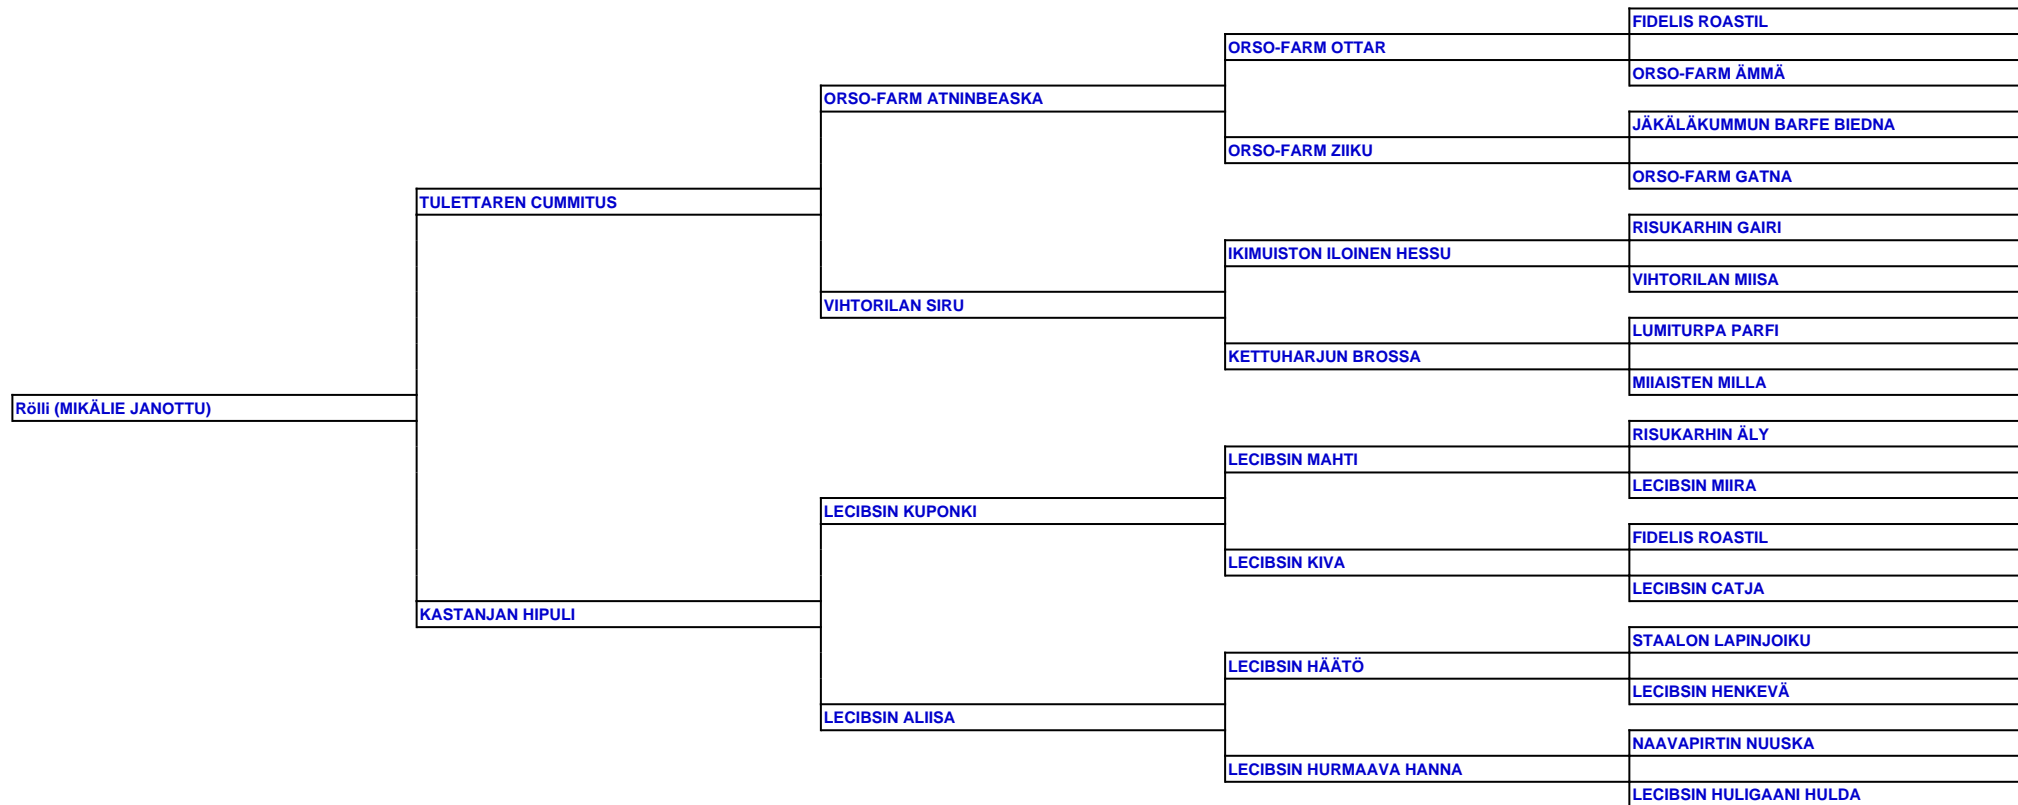 FIDELIS ROASTIL
ORSO-FARM OTTAR
ORSO-FARM ÄMMÄ
ORSO-FARM ATNINBEASKA
JÄKÄLÄKUMMUN BARFE BIEDNA
ORSO-FARM ZIIKU
ORSO-FARM GATNA
TULETTAREN CUMMITUS
RISUKARHIN GAIRI
IKIMUISTON ILOINEN HESSU
VIHTORILAN MIISA
VIHTORILAN SIRU
LUMITURPA PARFI
KETTUHARJUN BROSSA
MIIAISTEN MILLA
Rölli (MIKÄLIE JANOTTU)
RISUKARHIN ÄLY
LECIBSIN MAHTI
LECIBSIN MIIRA
LECIBSIN KUPONKI
FIDELIS ROASTIL
LECIBSIN KIVA
LECIBSIN CATJA
KASTANJAN HIPULI
STAALON LAPINJOIKU
LECIBSIN HÄÄTÖ
LECIBSIN HENKEVÄ
LECIBSIN ALIISA
NAAVAPIRTIN NUUSKA
LECIBSIN HURMAAVA HANNA
LECIBSIN HULIGAANI HULDA